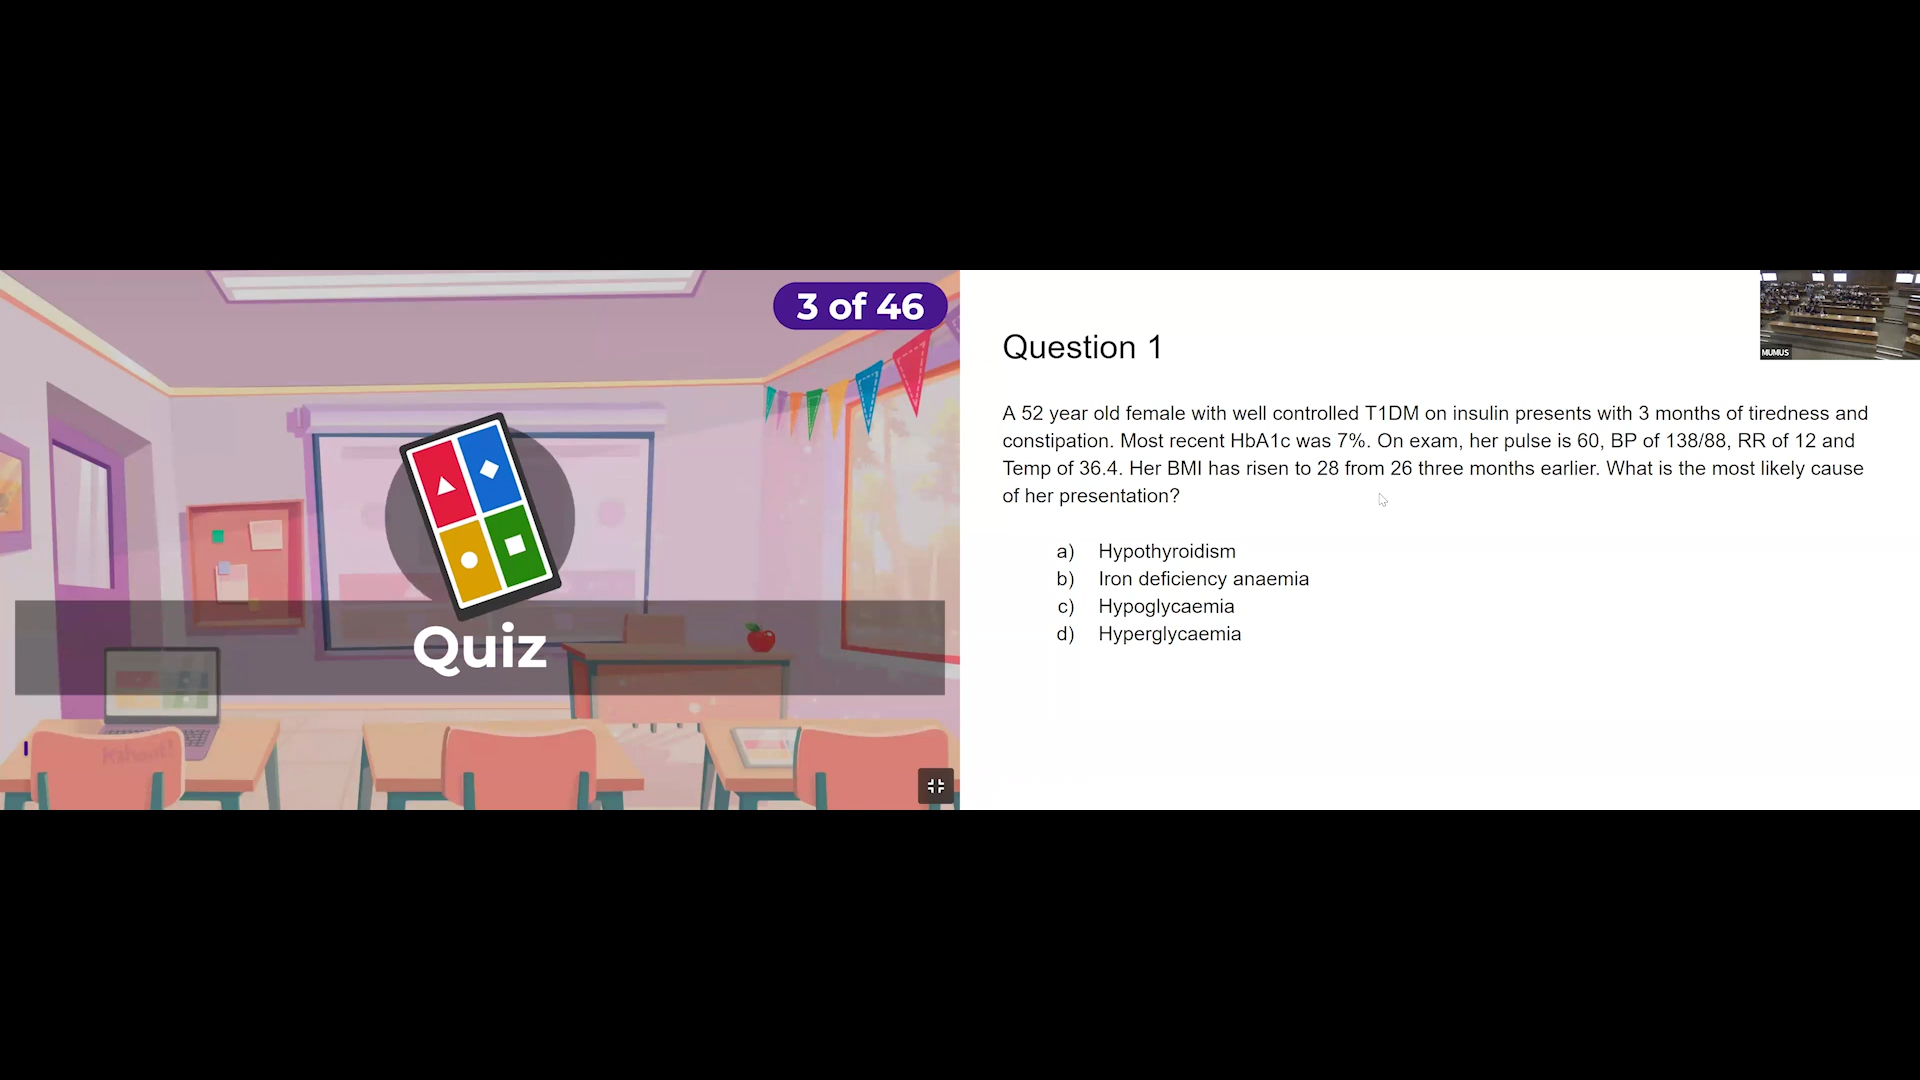 3 of 46
Quiz
Kahoot!
Question 1
MUMUS
A 52 year old female with well controlled T1DM on insulin presents with 3 months of tiredness and
constipation. Most recent HbA1c was 7%. On exam, her pulse is 60, BP of 138/88, RR of 12 and
Temp of 36.4. Her BMI has risen to 28 from 26 three months earlier. What is the most likely cause
of her presentation?
a) Hypothyroidism
b) Iron deficiency anaemia
c) Hypoglycaemia
d) Hyperglycaemia